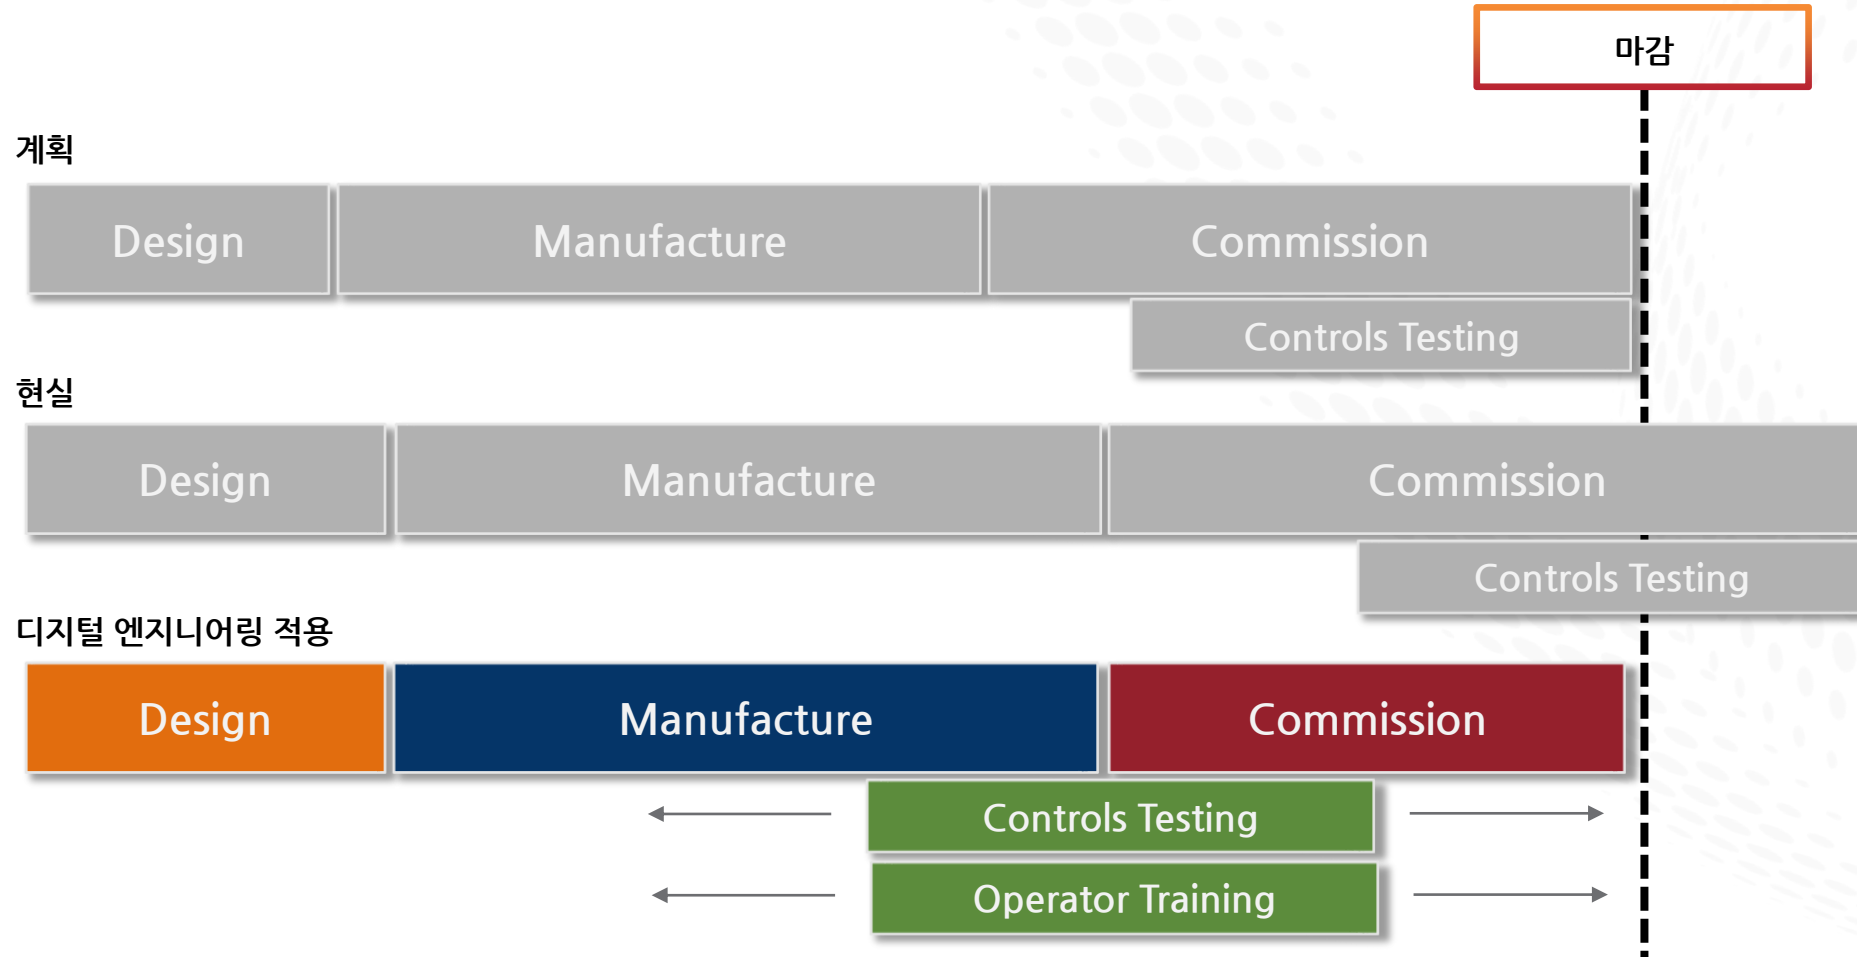 마감
계획
Design
Manufacture
Commission
Controls Testing
현실
Design
Manufacture
Commission
Controls Testing
디지털 엔지니어링 적용
Design
Manufacture
Commission
Controls Testing
Operator Training